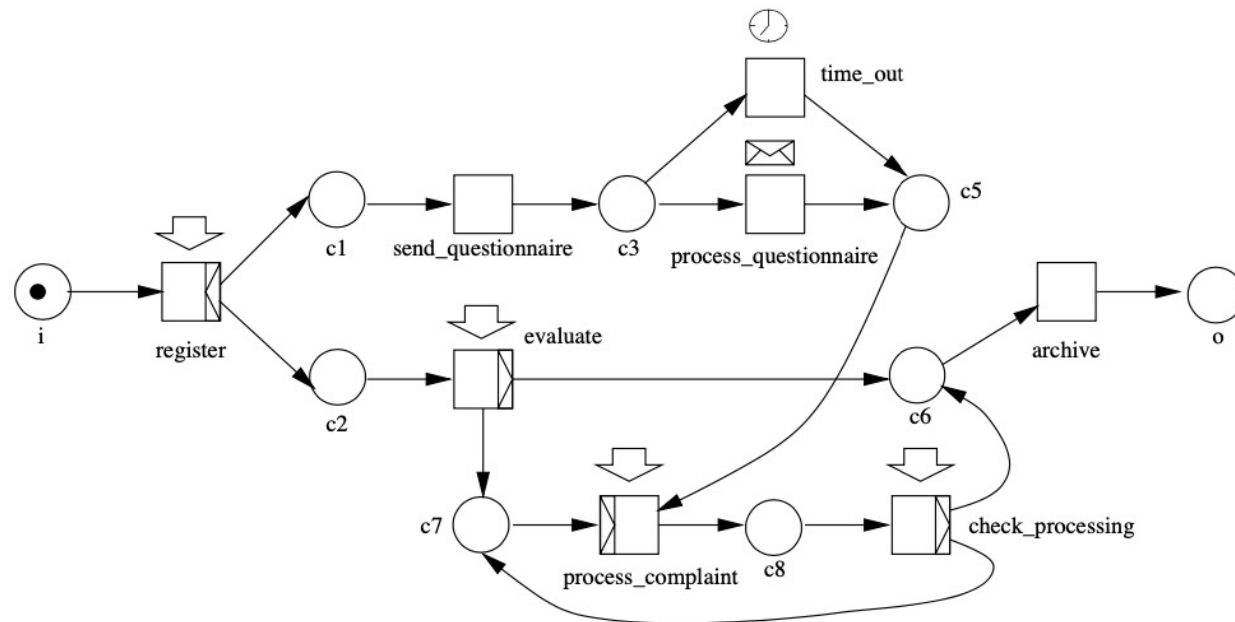 time_out
c5
c1
send_questionnaire
c3
process_questionnaire
i
register
evaluate
archive
o
c2
c6
c7
process_complaint
c8
check_processing